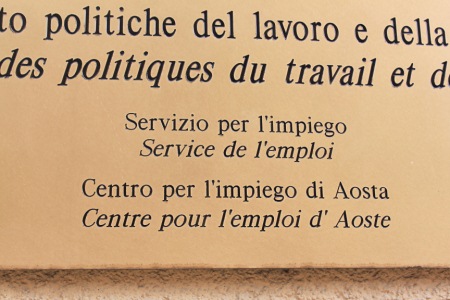 politiche del lavoro e della
des politiques du travail et
Servizio per l'impiego
Service de l'emploi
Centro per l'impiego di Aosta
Centre pour l'emploi d' Aoste